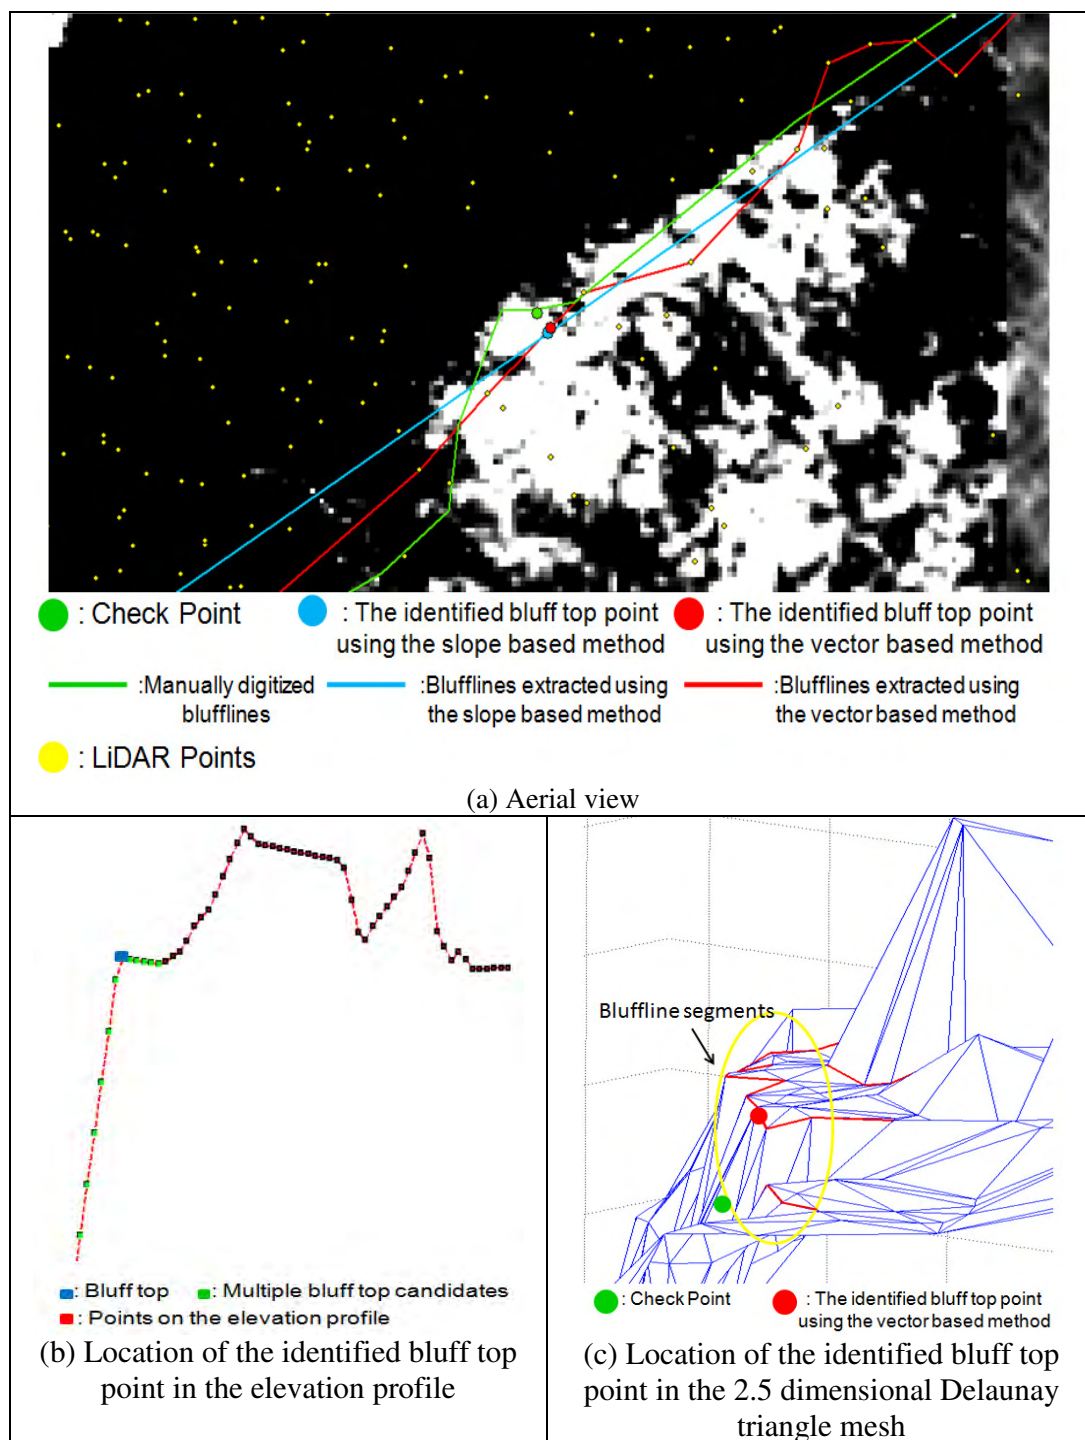 : Check Point
: The identified bluff top point
using the slope based method
: The identified bluff top point
using the vector based method
:Manually digitized
blufflines
:Blufflines extracted using
the slope based method
:Blufflines extracted using
the vector based method
: LiDAR Points
(a) Aerial view
: Bluff top
: Multiple bluff top candidates
: Points on the elevation profile
(b) Location of the identified bluff top
point in the elevation profile
Bluffline segments
: Check Point
: The identified bluff top point
using the vector based method
(c) Location of the identified bluff top
point in the 2.5 dimensional Delaunay
triangle mesh